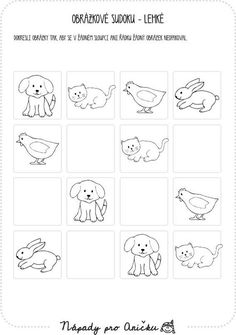 OBRÁZKOVÉ SUDOKU - LEHKÉ
DOKRESLI OBRÁZKY TAK, ABY SE V ŽÁDNÉM SLOUPCI ANI ŘÁDKU ŽÁDNÝ OBRÁZEK NEOPAKOVAL.
Nápady pro Aničku